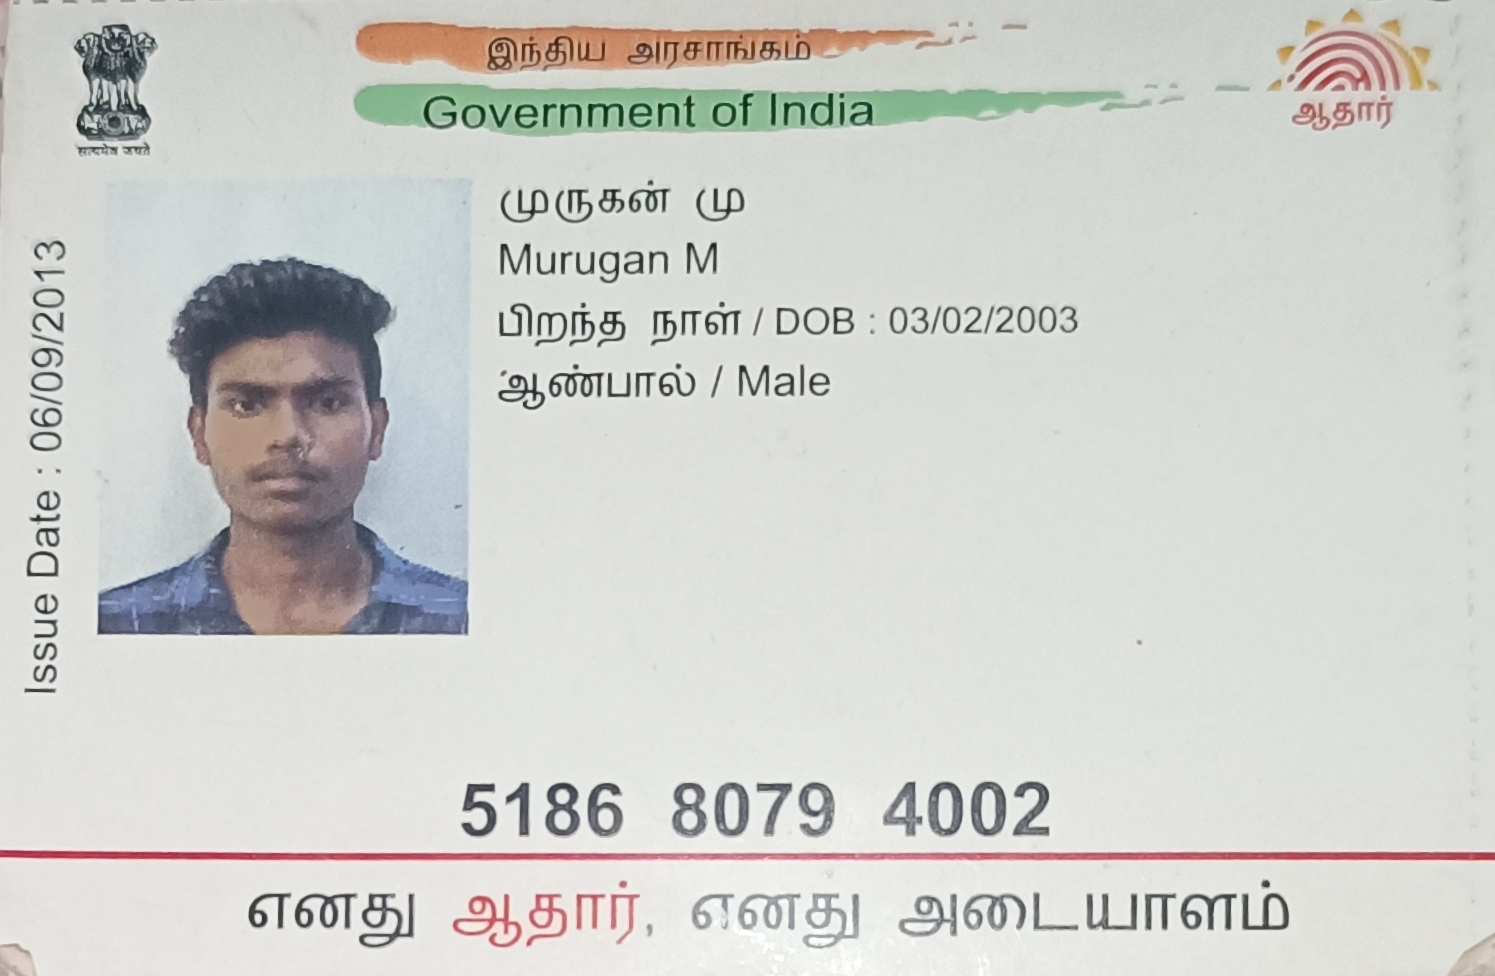 இந்திய அரசாங்கம்
Government of India
सत्यमेव जयते
ஆதார்
முருகன் மு
Murugan M
பிறந்த நாள் / DOB : 03/02/2003
ஆண்பால் / Male
Issue Date : 06/09/2013
5186 8079 4002
எனது ஆதார், எனது அடையாளம்